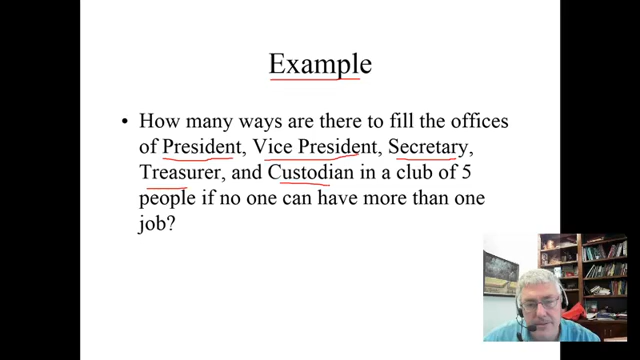 Example
• How many ways are there to fill the offices
of President, Vice President, Secretary,
Treasurer, and Custodian in a club of 5
people if no one can have more than one
job?